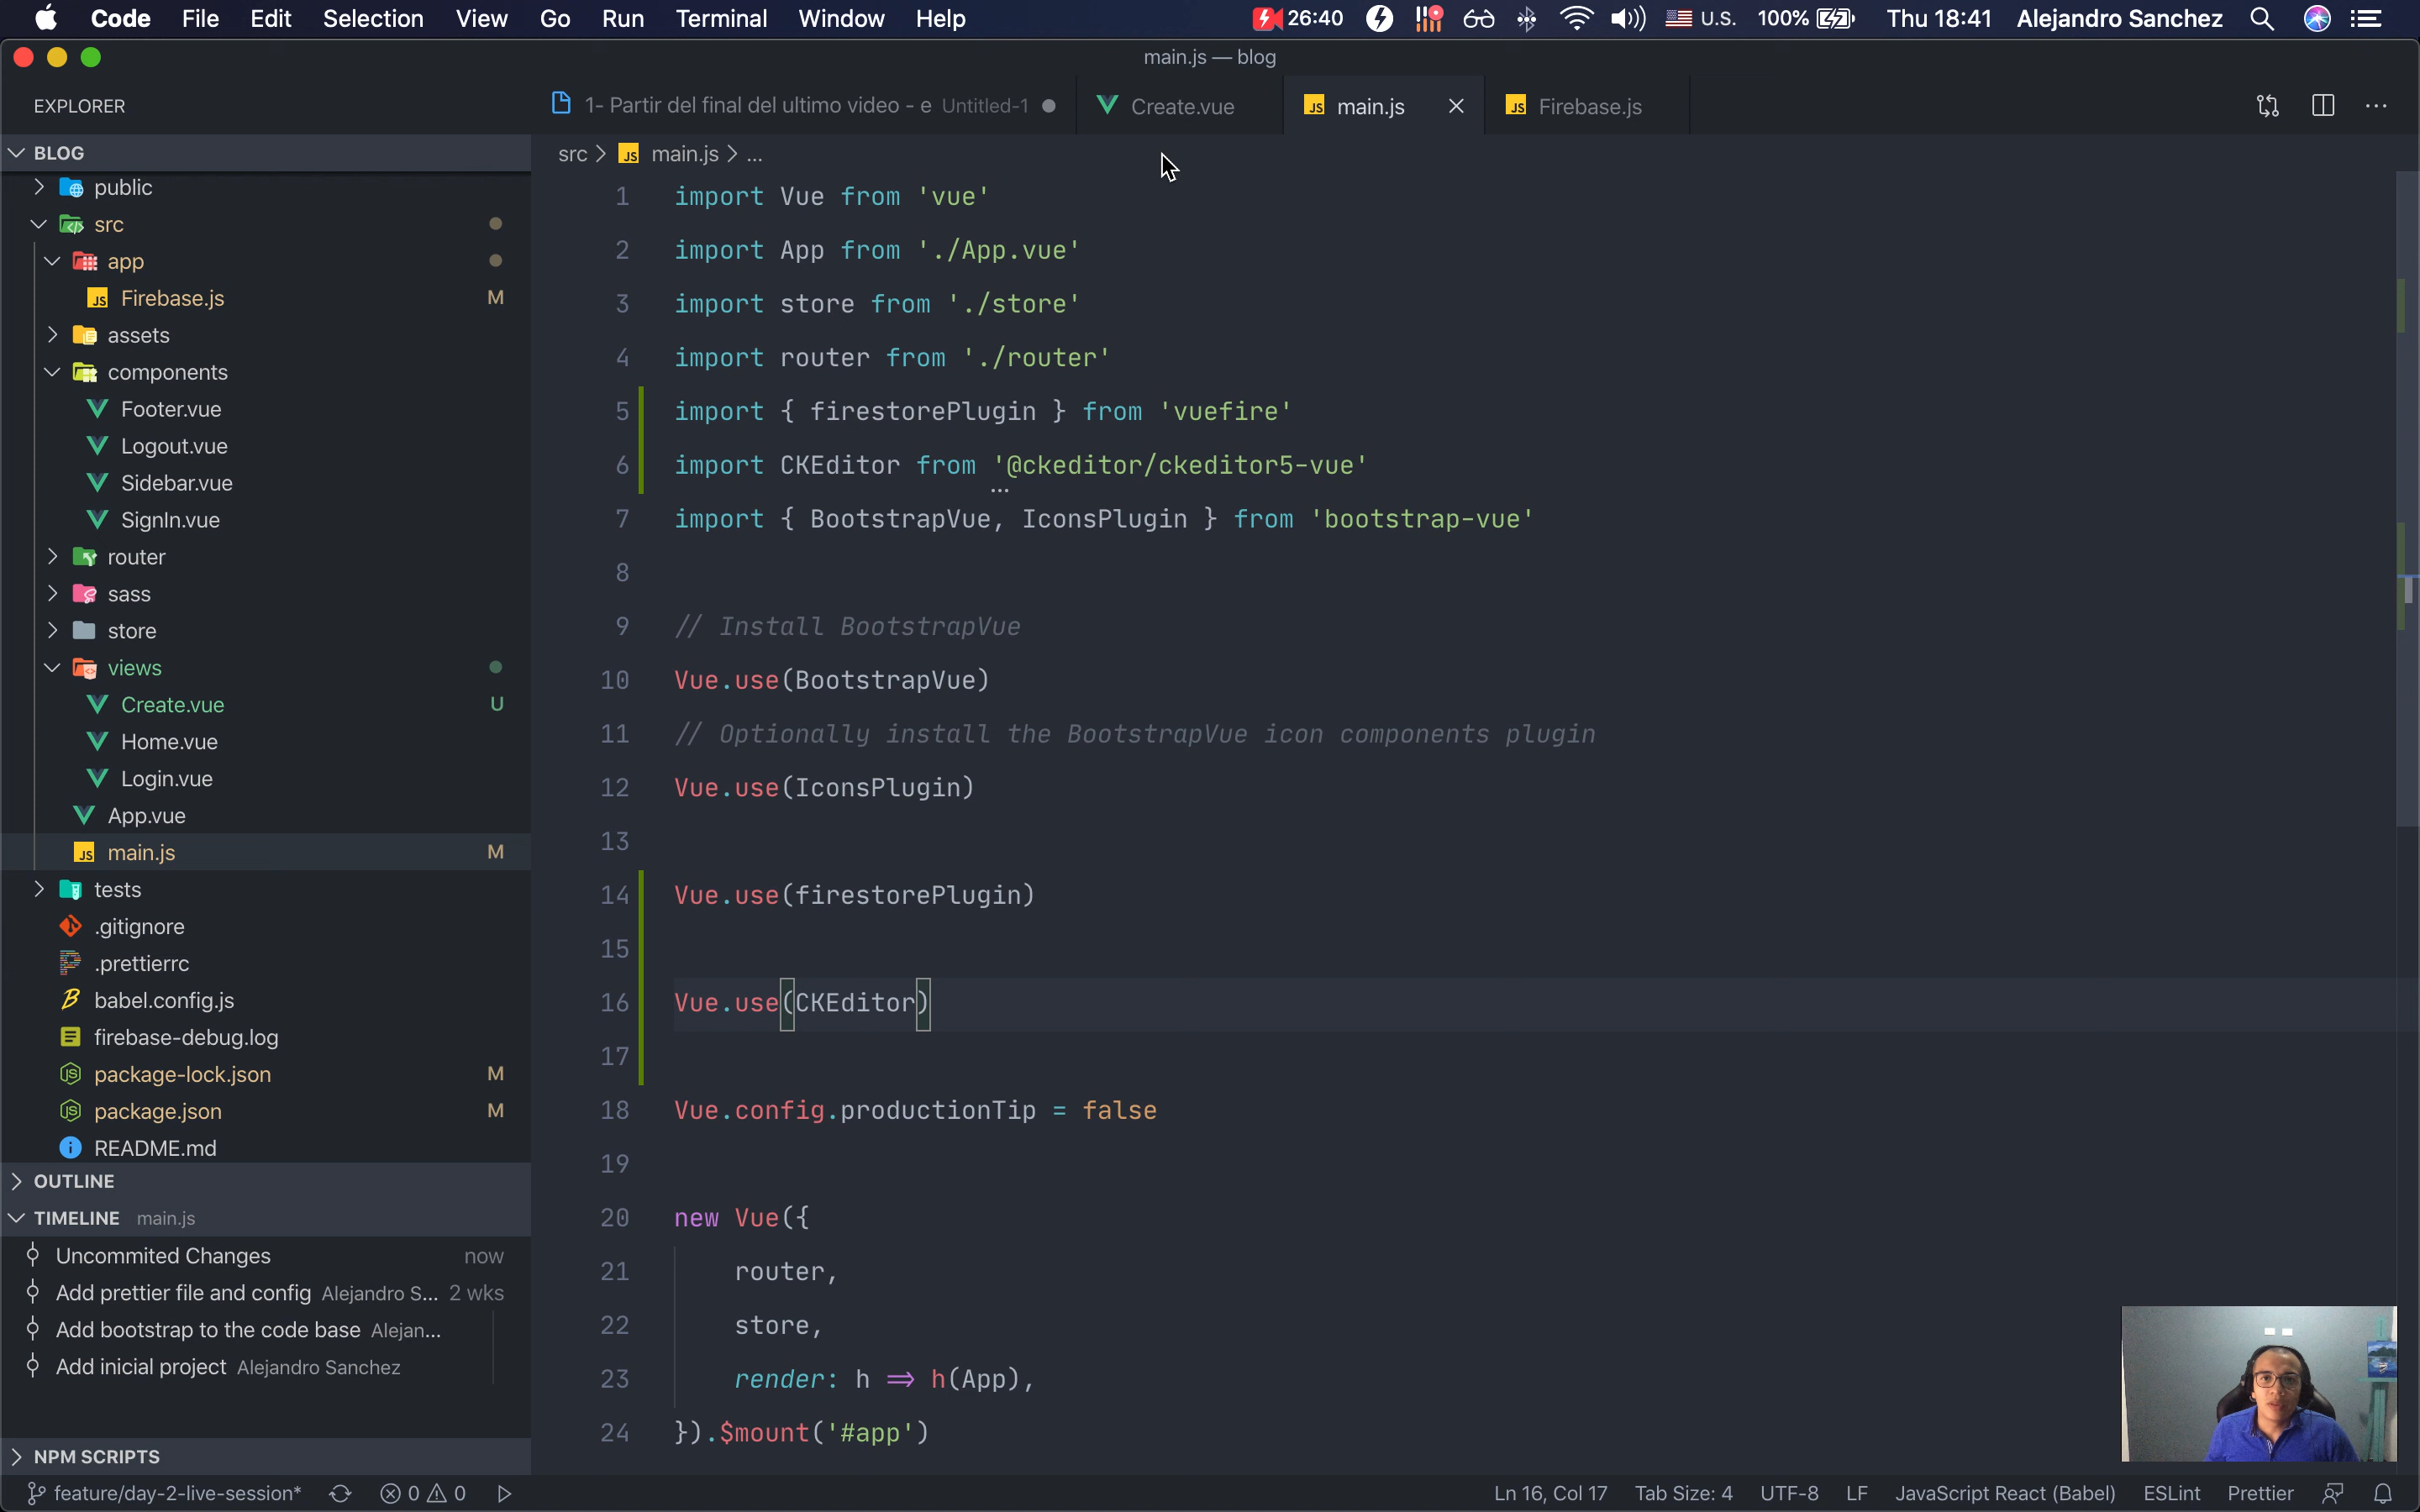 Code File Edit Selection View Go Run Terminal Window Help 26:40 U.S. 100% Thu 18:41 Alejandro Sanchez
main.js — blog
EXPLORER
1- Partir del final del ultimo video - e Untitled-1
Create.vue
JS main.js
JS Firebase.js
BLOG
src > JS main.js > ...
public
src
app
JS Firebase.js M
assets
components
Footer.vue
Logout.vue
Sidebar.vue
SignIn.vue
router
sass
store
views
Create.vue U
Home.vue
Login.vue
App.vue
JS main.js M
tests
.gitignore
.prettierrc
babel.config.js
firebase-debug.log
package-lock.json M
package.json M
README.md
OUTLINE
TIMELINE main.js
Uncommited Changes now
Add prettier file and config Alejandro S... 2 wks
Add bootstrap to the code base Alejan...
Add inicial project Alejandro Sanchez
NPM SCRIPTS
1 import Vue from 'vue'
2 import App from './App.vue'
3 import store from './store'
4 import router from './router'
5 import { firestorePlugin } from 'vuefire'
6 import CKEditor from '@ckeditor/ckeditor5-vue'
7 import { BootstrapVue, IconsPlugin } from 'bootstrap-vue'
8
9 // Install BootstrapVue
10 Vue.use(BootstrapVue)
11 // Optionally install the BootstrapVue icon components plugin
12 Vue.use(IconsPlugin)
13
14 Vue.use(firestorePlugin)
15
16 Vue.use(CKEditor)
17
18 Vue.config.productionTip = false
19
20 new Vue({
21 router,
22 store,
23 render: h => h(App),
24 }).$mount('#app')
feature/day-2-live-session* 0 0 Ln 16, Col 17 Tab Size: 4 UTF-8 LF JavaScript React (Babel) ESLint Prettier